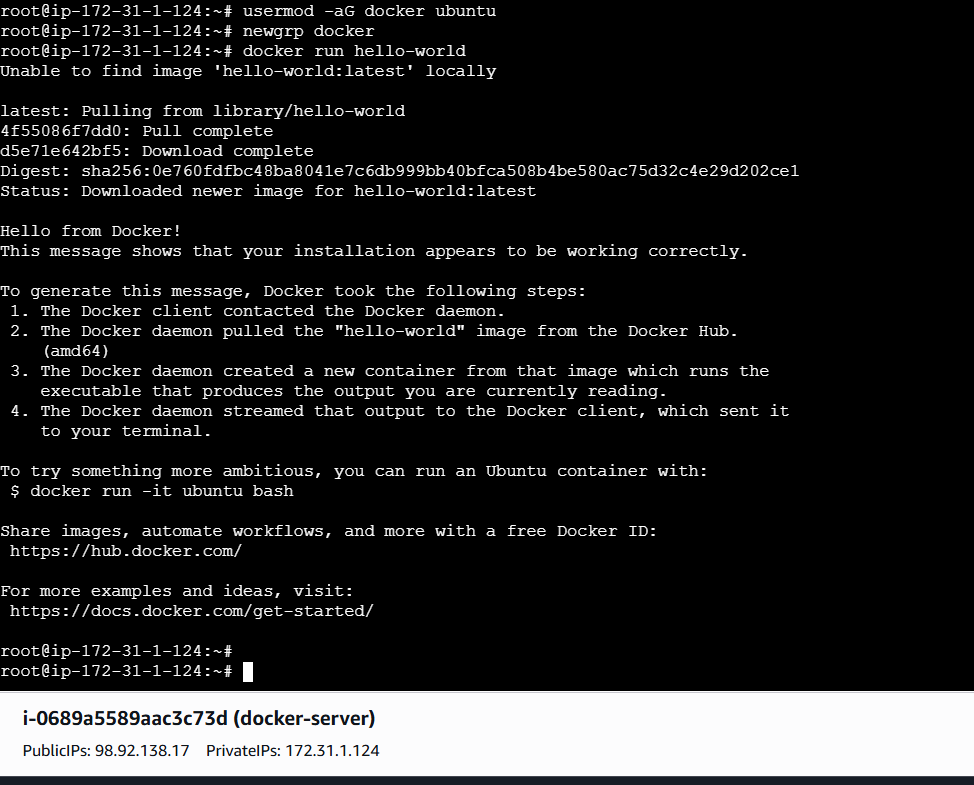 root@ip-172-31-1-124:~# usermod -aG docker ubuntu
root@ip-172-31-1-124:~# newgrp docker
root@ip-172-31-1-124:~# docker run hello-world
Unable to find image 'hello-world:latest' locally
latest: Pulling from library/hello-world
4f55086f7dd0: Pull complete
d5e71e642bf5: Download complete
Digest: sha256:0e760fdfbc48ba8041e7c6db999bb40bfca508b4be580ac75d32c4e29d202ce1
Status: Downloaded newer image for hello-world:latest
Hello from Docker!
This message shows that your installation appears to be working correctly.
To generate this message, Docker took the following steps:
 1. The Docker client contacted the Docker daemon.
 2. The Docker daemon pulled the "hello-world" image from the Docker Hub.
    (amd64)
 3. The Docker daemon created a new container from that image which runs the
    executable that produces the output you are currently reading.
 4. The Docker daemon streamed that output to the Docker client, which sent it
    to your terminal.
To try something more ambitious, you can run an Ubuntu container with:
 $ docker run -it ubuntu bash
Share images, automate workflows, and more with a free Docker ID:
 https://hub.docker.com/
For more examples and ideas, visit:
 https://docs.docker.com/get-started/
root@ip-172-31-1-124:~#
root@ip-172-31-1-124:~#
i-0689a5589aac3c73d (docker-server)
PublicIPs: 98.92.138.17 PrivateIPs: 172.31.1.124